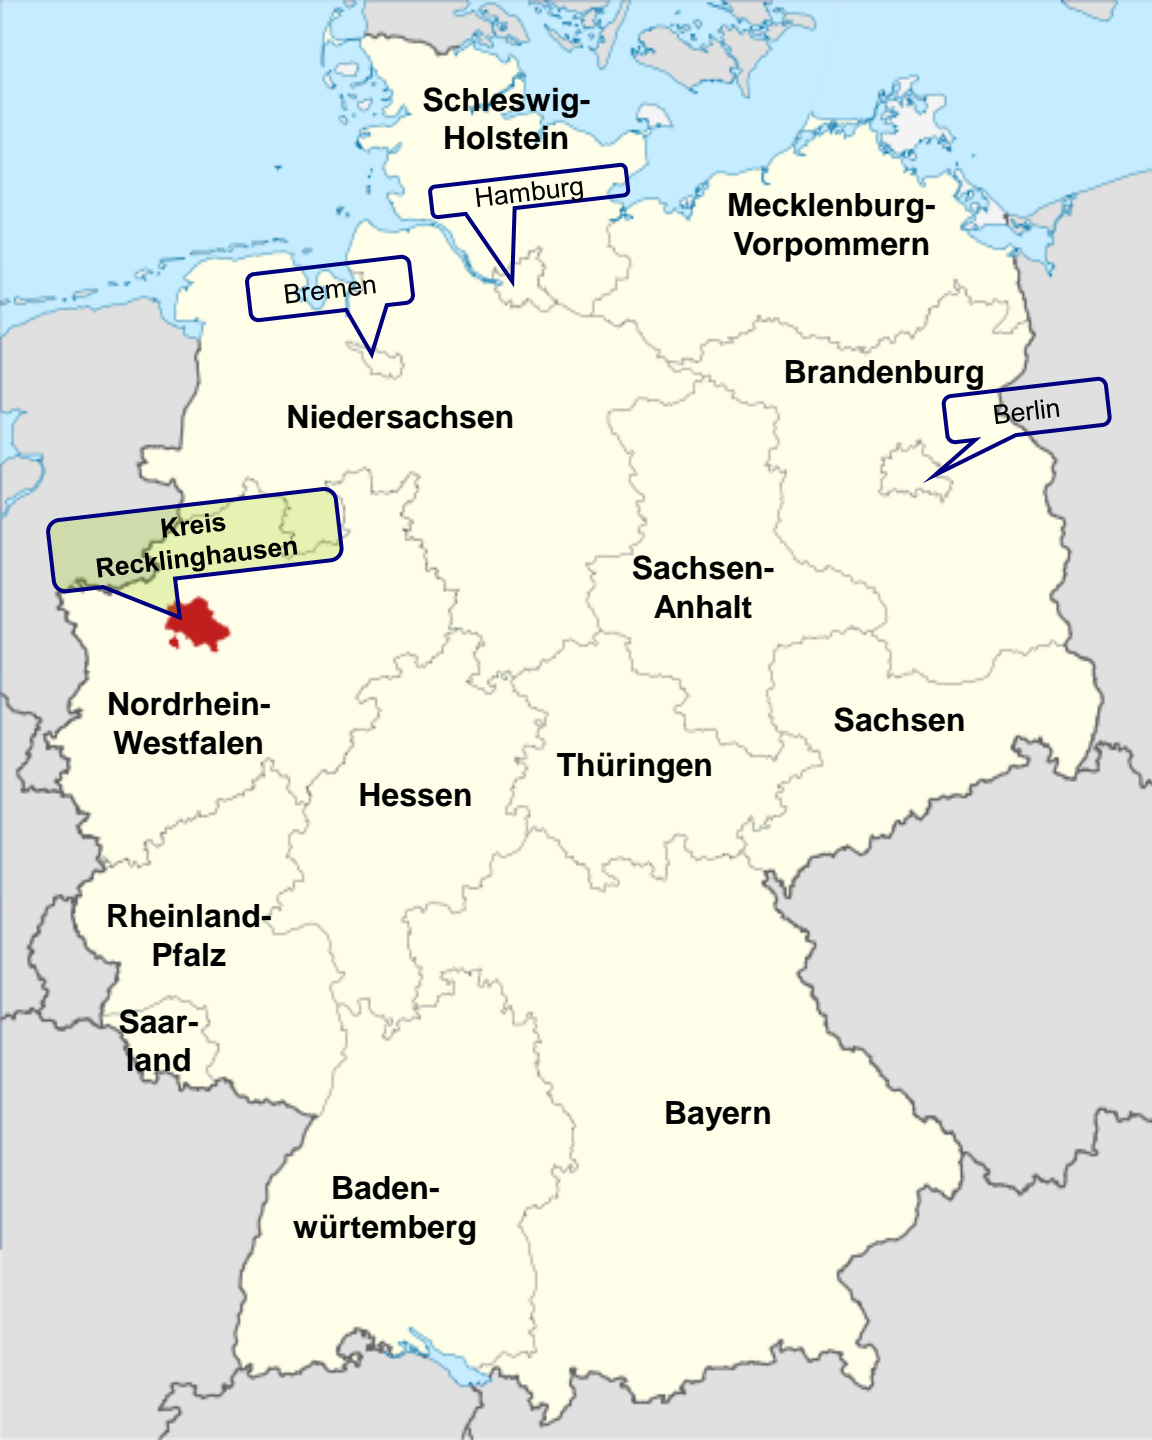 Schleswig-
Holstein
Hamburg
Mecklenburg-
Vorpommern
Bremen
Brandenburg
Berlin
Niedersachsen
Kreis
Recklinghausen
Sachsen-
Anhalt
Nordrhein-
Westfalen
Sachsen
Thüringen
Hessen
Rheinland-
Pfalz
Saar-
land
Bayern
Baden-
würtemberg